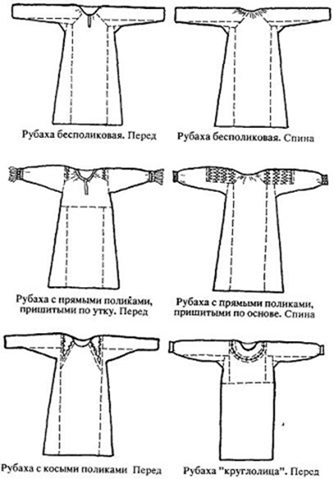 Рубаха бесполиковая. Перед
Рубаха бесполиковая. Спина
Рубаха с прямыми поликами,
пришитыми по утку. Перед
Рубаха с прямыми поликами,
пришитыми по основе. Спина
Рубаха с косыми поликами Перед
Рубаха "круглолица". Перед